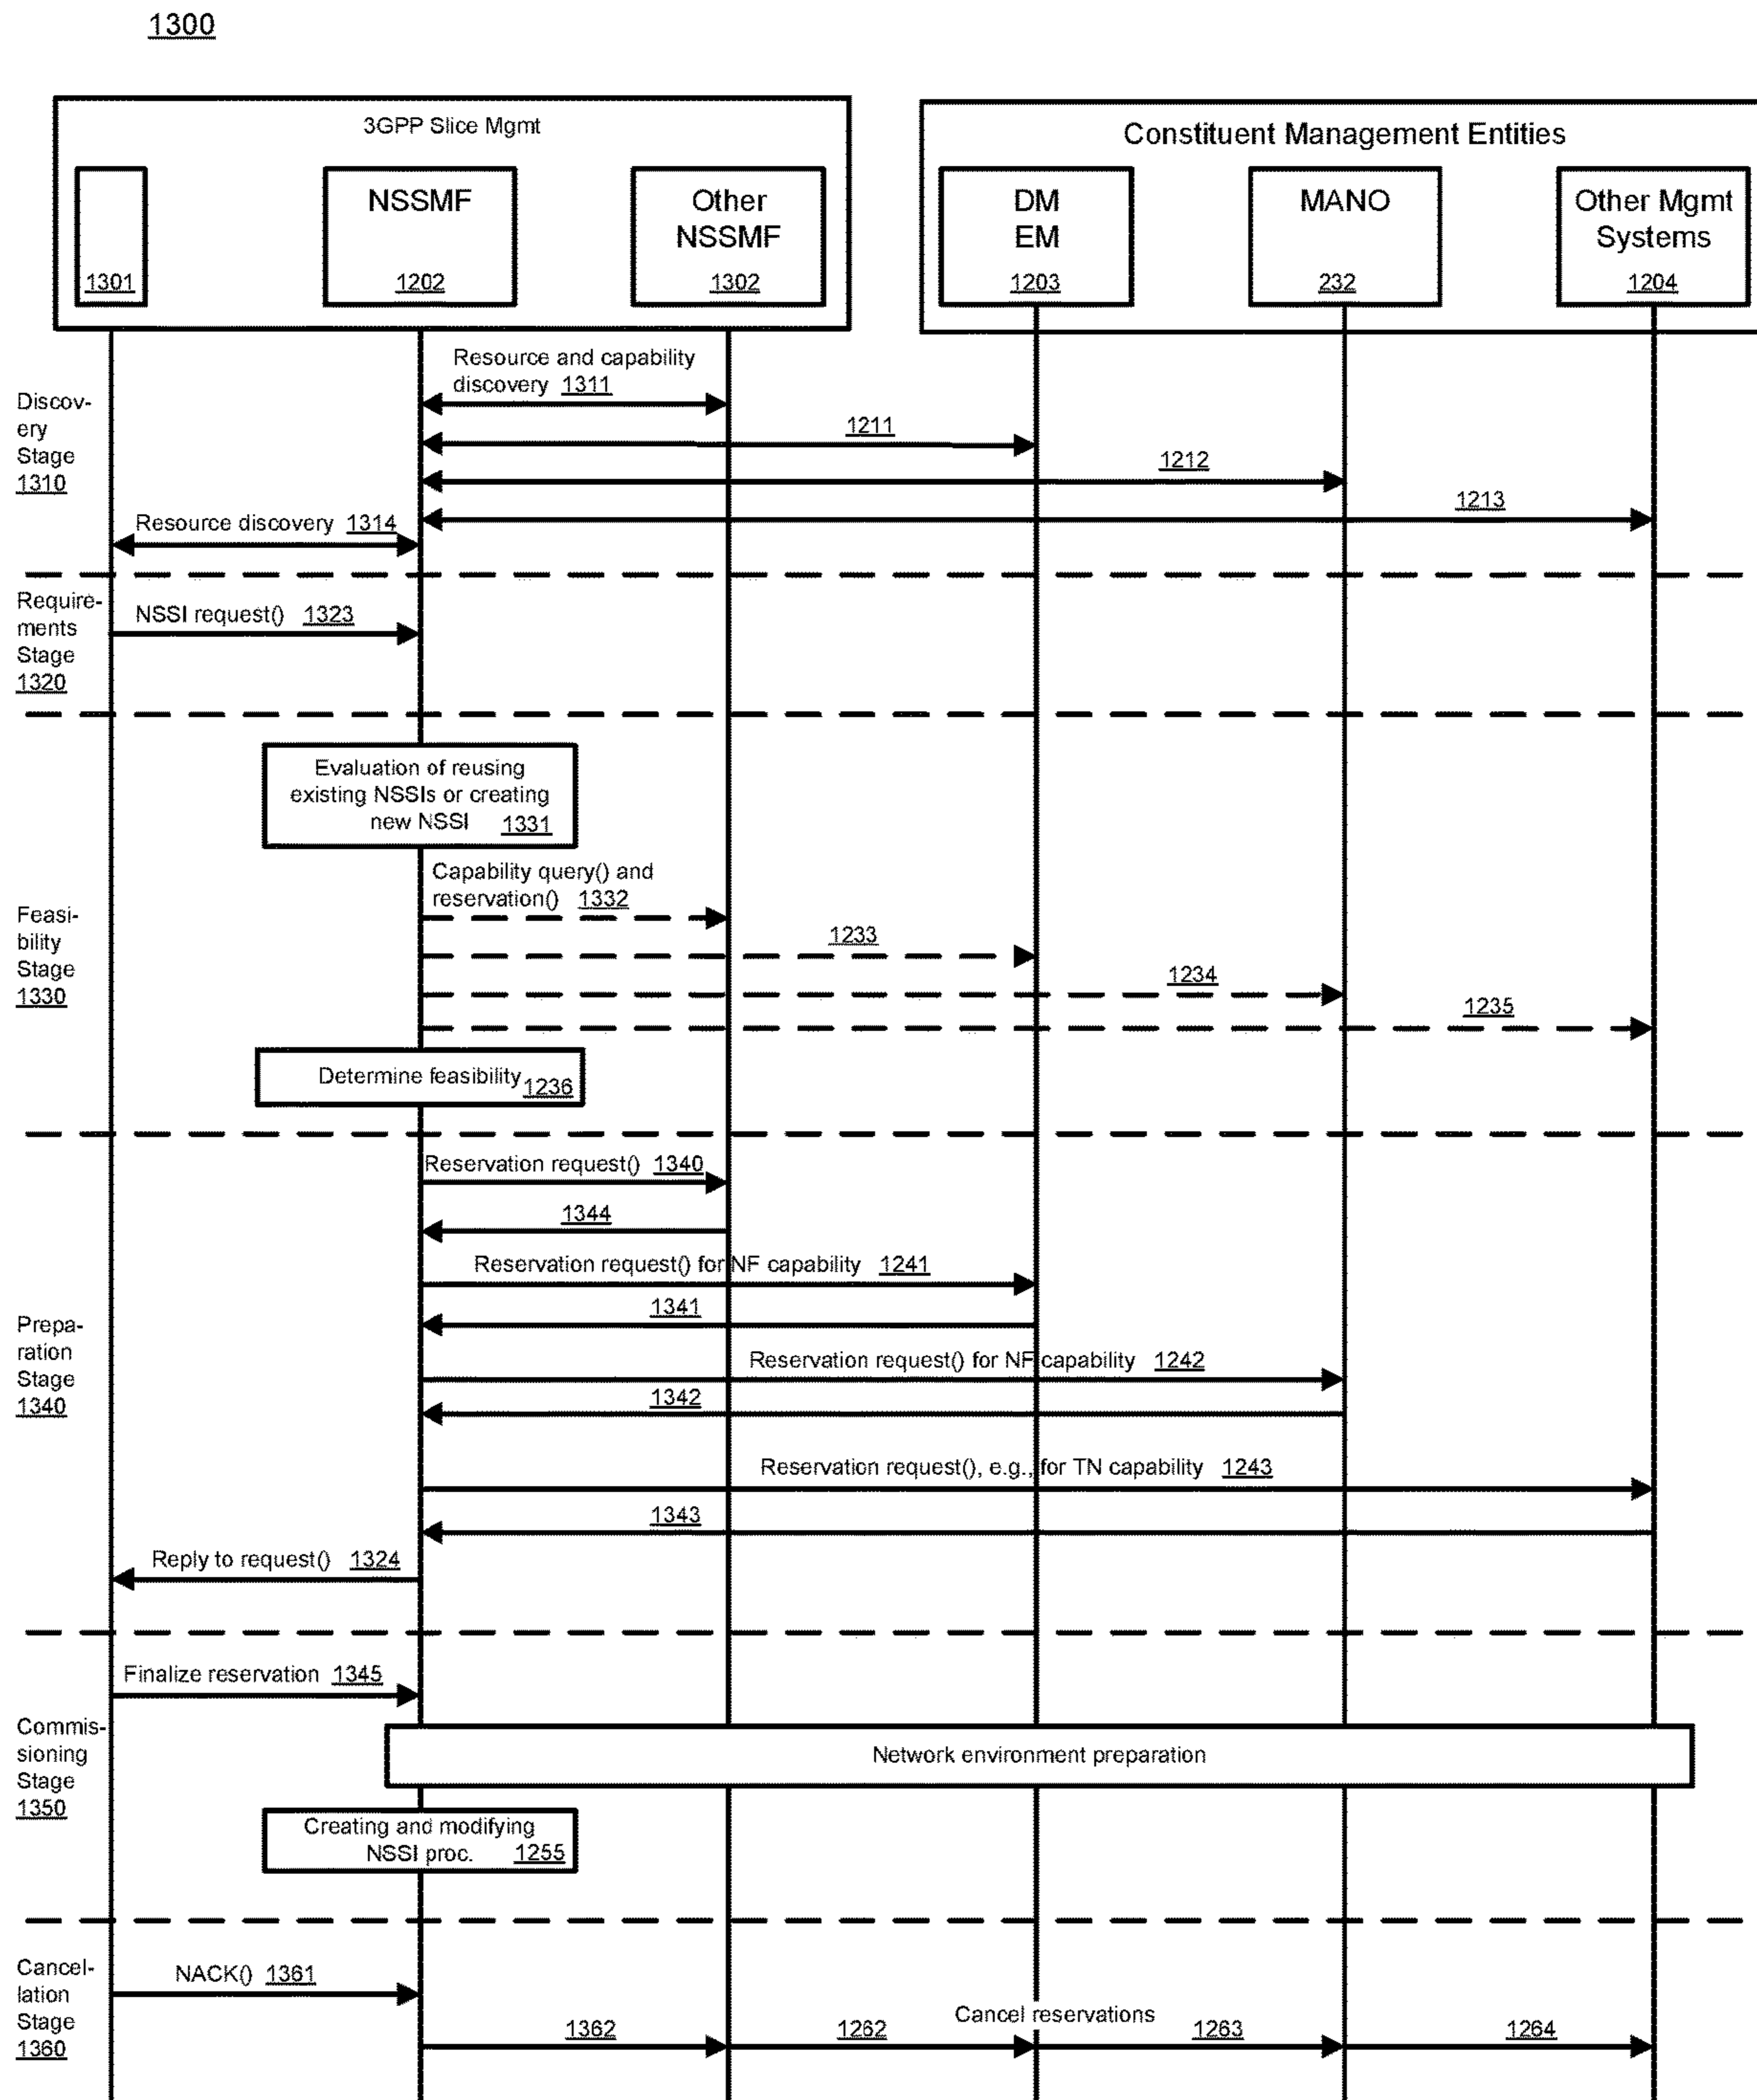 1300
3GPP Slice Mgmt
Constituent Management Entities
1301
NSSMF
1202
Other
NSSMF
1302
DM
EM
1203
MANO
232
Other Mgmt
Systems
1204
Discov-
ery
Stage
1310
Resource and capability
discovery 1311
1211
1212
1213
Resource discovery 1314
Require-
ments
Stage
1320
NSSI request() 1323
Feasi-
bility
Stage
1330
Evaluation of reusing
existing NSSIs or creating
new NSSI 1331
Capability query() and
reservation() 1332
1233
1234
1235
Determine feasibility 1236
Prepa-
ration
Stage
1340
Reservation request() 1340
1344
Reservation request() for NF capability 1241
1341
Reservation request() for NF capability 1242
1342
Reservation request(), e.g., for TN capability 1243
1343
Reply to request() 1324
Commis-
sioning
Stage
1350
Finalize reservation 1345
Network environment preparation
Creating and modifying
NSSI proc. 1255
Cancel-
lation
Stage
1360
NACK() 1361
Cancel reservations
1362 1262 1263 1264